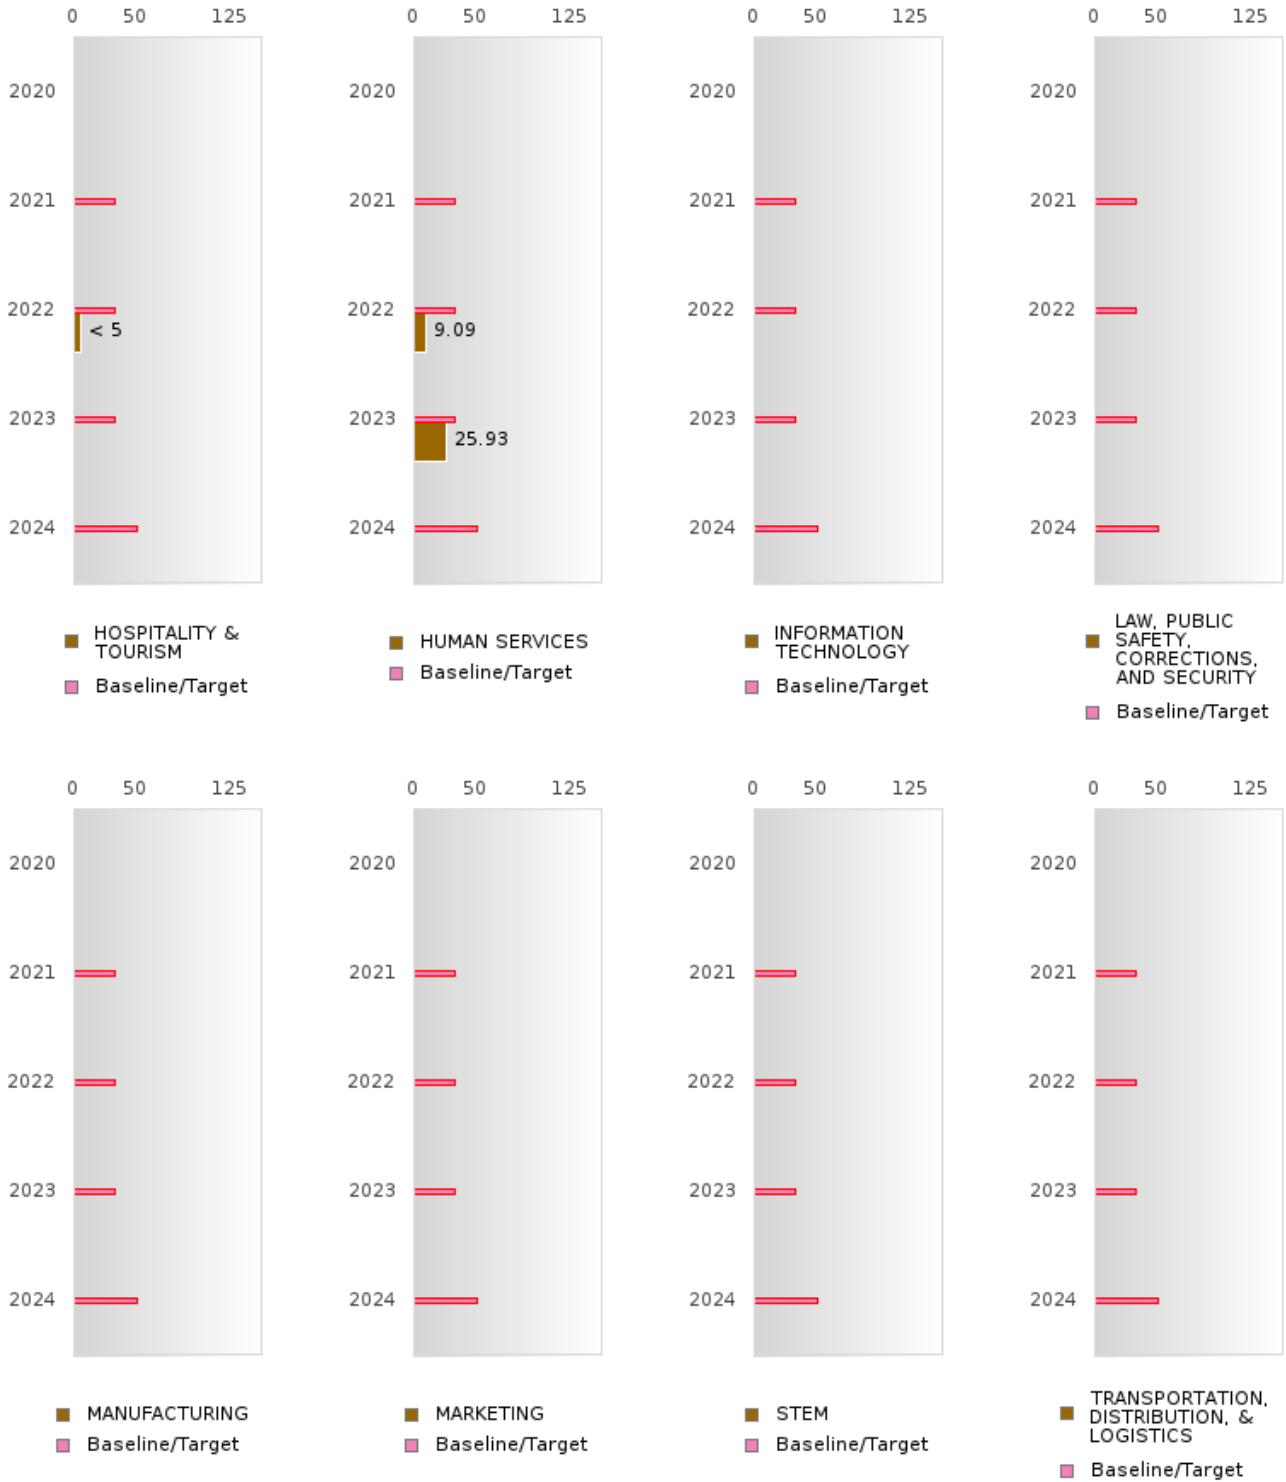 0 50 125 0 50 125 0 50 125 0 50 125
2020 2020 2020 2020
2021 2021 2021 2021
2022 2022 2022 2022
< 5 9.09
2023 2023 2023 2023
25.93
2024 2024 2024 2024
HOSPITALITY &
TOURISM
Baseline/Target
HUMAN SERVICES
Baseline/Target
INFORMATION
TECHNOLOGY
Baseline/Target
LAW, PUBLIC
SAFETY,
CORRECTIONS,
AND SECURITY
Baseline/Target
0 50 125 0 50 125 0 50 125 0 50 125
2020 2020 2020 2020
2021 2021 2021 2021
2022 2022 2022 2022
2023 2023 2023 2023
2024 2024 2024 2024
MANUFACTURING
Baseline/Target
MARKETING
Baseline/Target
STEM
Baseline/Target
TRANSPORTATION,
DISTRIBUTION, &
LOGISTICS
Baseline/Target